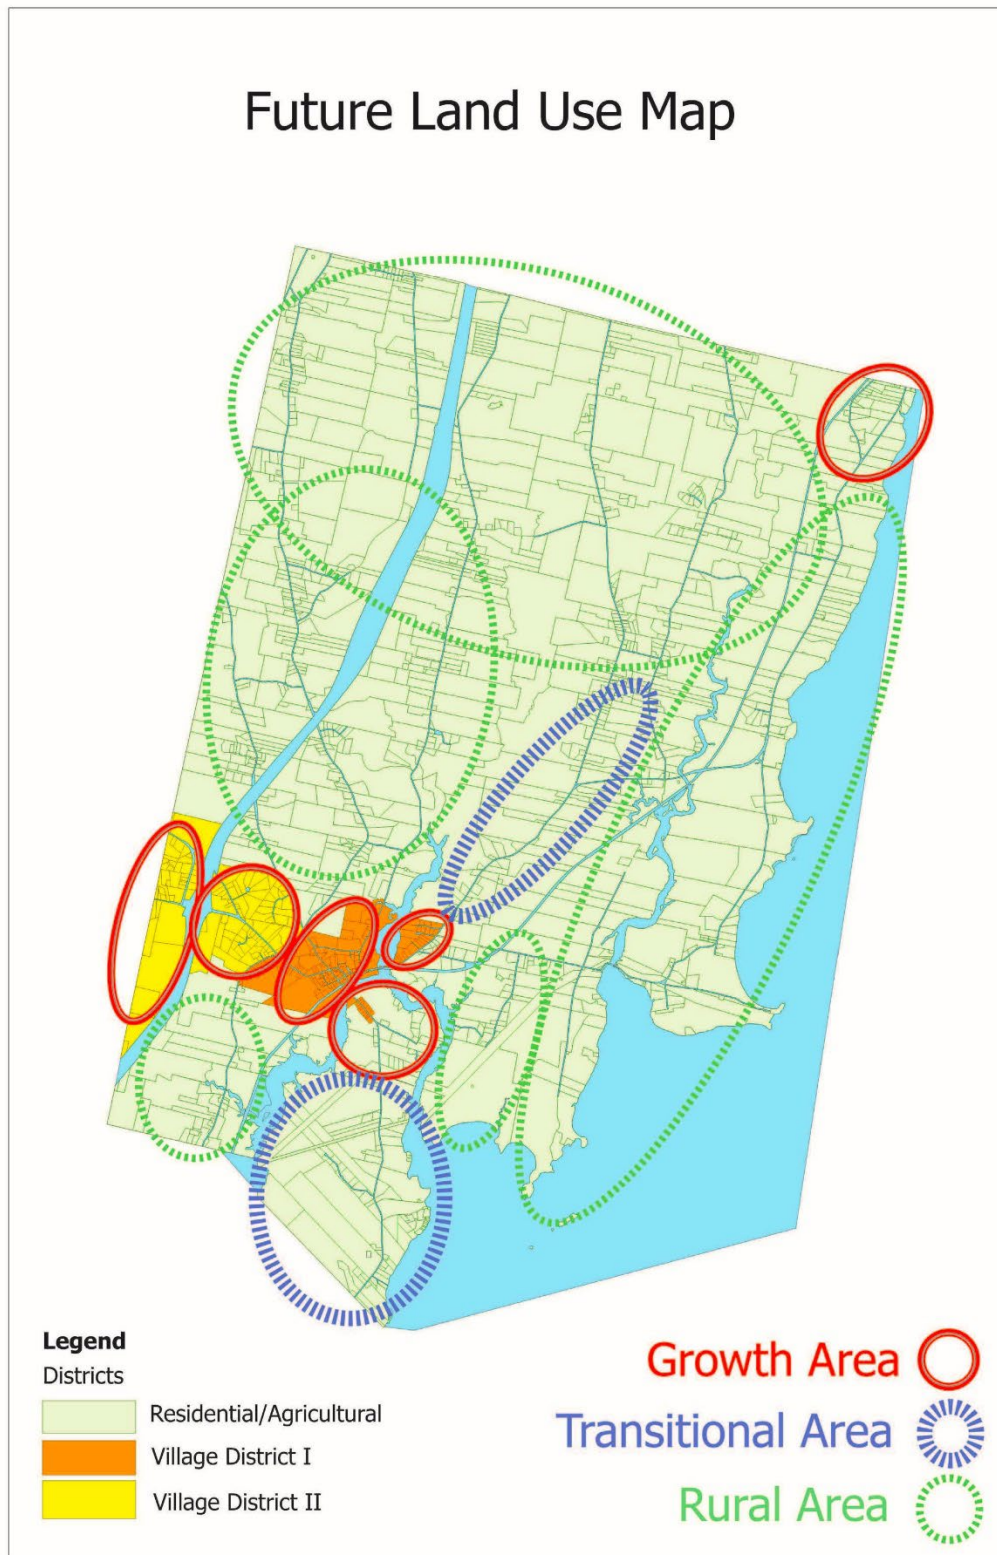 Future Land Use Map
Legend
Districts
Residential/Agricultural
Village District I
Village District II
Growth Area
Transitional Area
Rural Area